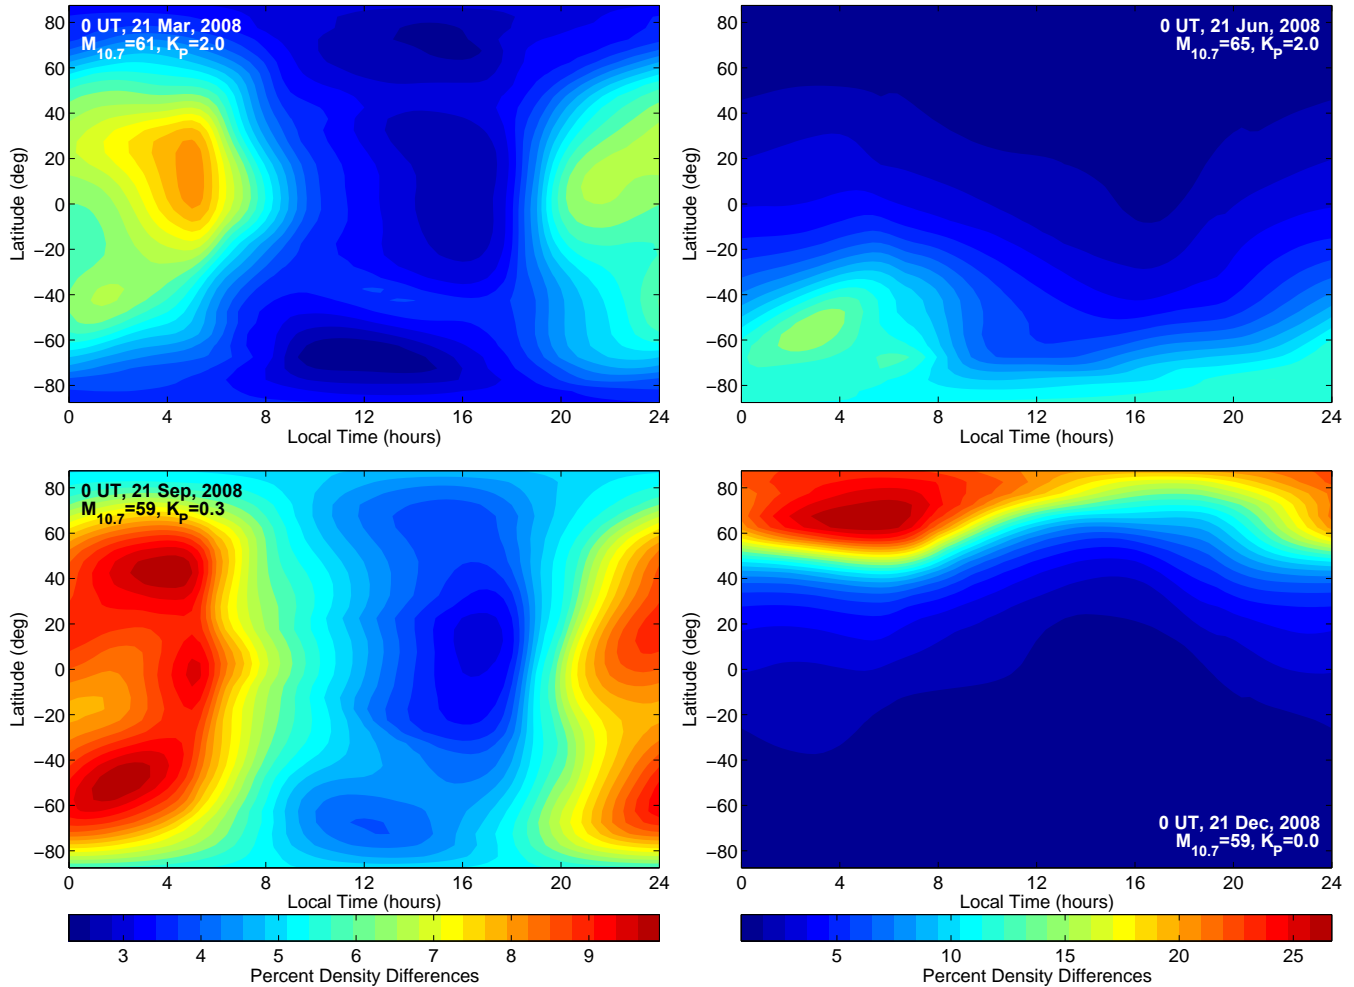 0 UT, 21 Mar, 2008
M10.7=61, KP=2.0
80
60
40
20
0
−20
−40
−60
−80
Latitude (deg)
0 4 8 12 16 20 24
Local Time (hours)
0 UT, 21 Jun, 2008
M10.7=65, KP=2.0
80
60
40
20
0
−20
−40
−60
−80
Latitude (deg)
0 4 8 12 16 20 24
Local Time (hours)
0 UT, 21 Sep, 2008
M10.7=59, KP=0.3
80
60
40
20
0
−20
−40
−60
−80
Latitude (deg)
0 4 8 12 16 20 24
Local Time (hours)
3 4 5 6 7 8 9
Percent Density Differences
80
60
40
20
0
−20
−40
−60
−80
Latitude (deg)
0 UT, 21 Dec, 2008
M10.7=59, KP=0.0
0 4 8 12 16 20 24
Local Time (hours)
5 10 15 20 25
Percent Density Differences